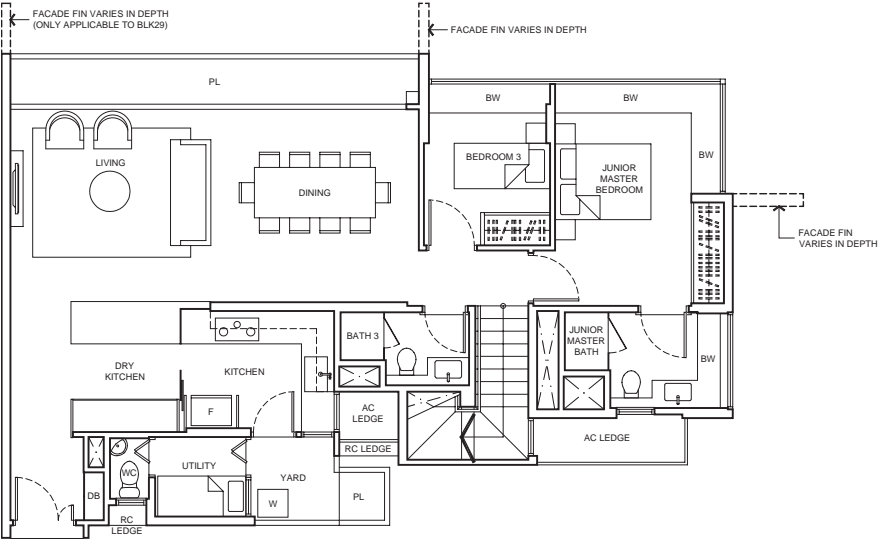 FACADE FIN VARIES IN DEPTH
(ONLY APPLICABLE TO BLK29)
FACADE FIN VARIES IN DEPTH
PL
BW
BW
LIVING
BEDROOM 3
JUNIOR
MASTER
BEDROOM
BW
DINING
FACADE FIN
VARIES IN DEPTH
BATH 3
JUNIOR
MASTER
BATH
BW
DRY
KITCHEN
KITCHEN
F
AC
LEDGE
AC LEDGE
RC LEDGE
WC
UTILITY
YARD
DB
W
PL
RC
LEDGE